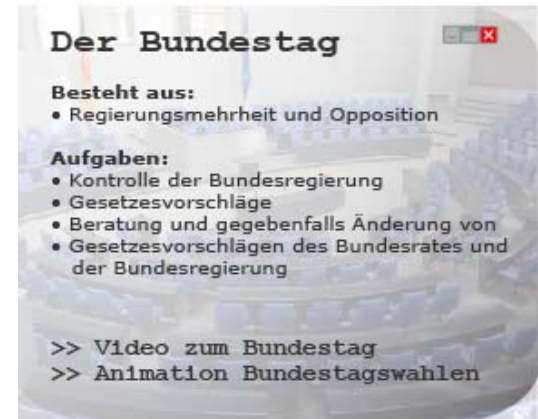 Der Bundestag
Besteht aus:
• Regierungsmehrheit und Opposition
Aufgaben:
• Kontrolle der Bundesregierung
• Gesetzesvorschläge
• Beratung und gegebenfalls Änderung von
• Gesetzesvorschlägen des Bundesrates und
der Bundesregierung
>> Video zum Bundestag
>> Animation Bundestagswahlen